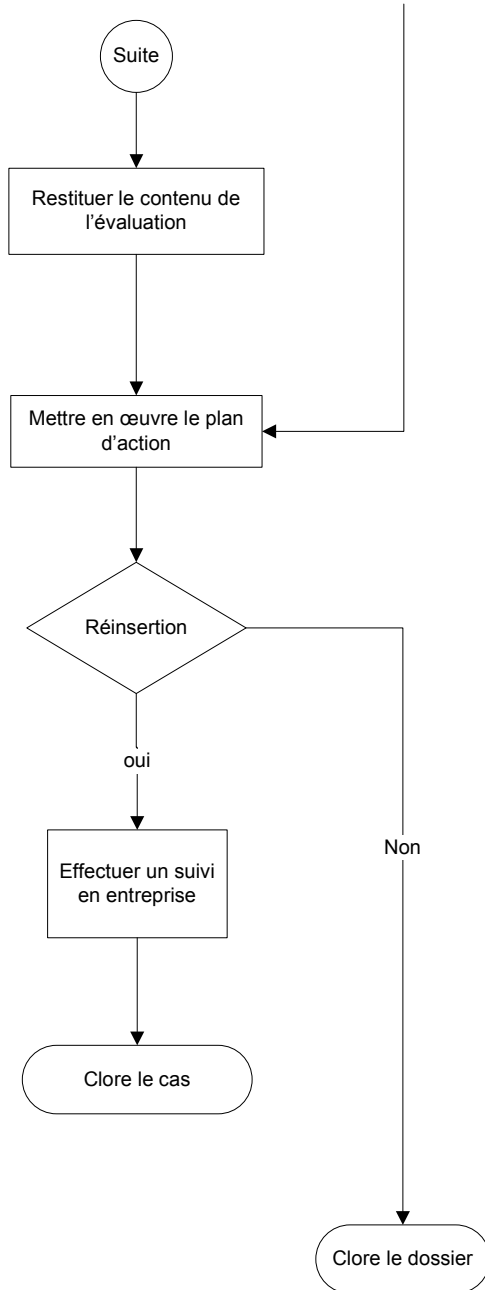 Suite
Restituer le contenu de
l’évaluation
Mettre en œuvre le plan
d’action
Réinsertion
oui
Effectuer un suivi
en entreprise
Non
Clore le cas
Clore le dossier